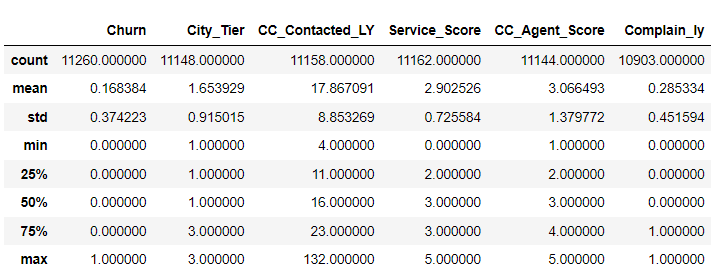 Churn City_Tier CC_Contacted_LY Service_Score CC_Agent_Score Complain_ly
count 11260.000000 11148.000000 11158.000000 11162.000000 11144.000000 10903.000000
mean 0.168384 1.653929 17.867091 2.902526 3.066493 0.285334
std 0.374223 0.915015 8.853269 0.725584 1.379772 0.451594
min 0.000000 1.000000 4.000000 0.000000 1.000000 0.000000
25% 0.000000 1.000000 11.000000 2.000000 2.000000 0.000000
50% 0.000000 1.000000 16.000000 3.000000 3.000000 0.000000
75% 0.000000 3.000000 23.000000 3.000000 4.000000 1.000000
max 1.000000 3.000000 132.000000 5.000000 5.000000 1.000000